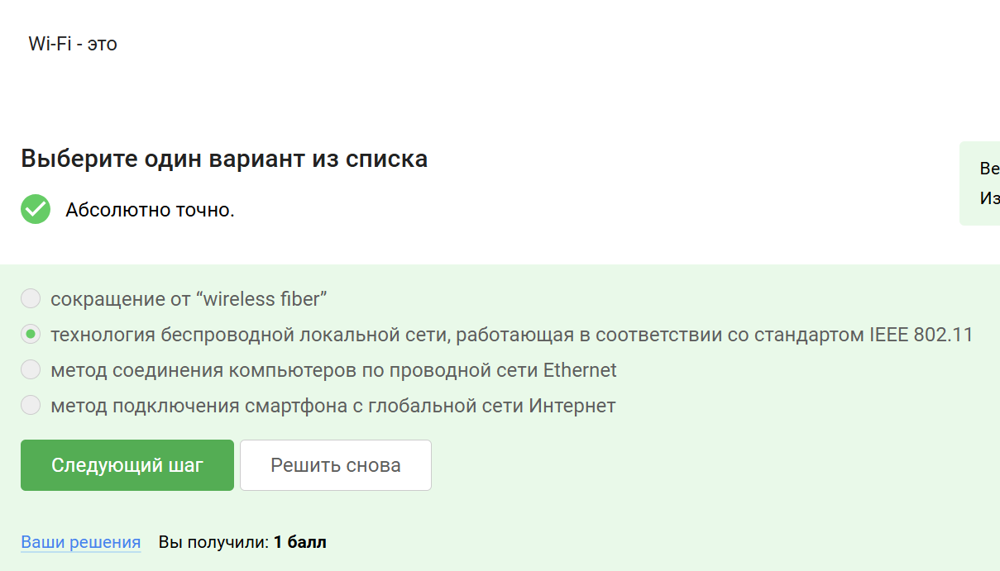 Wi-Fi - это
Выберите один вариант из списка
Ве
Из
Абсолютно точно.
сокращение от “wireless fiber”
технология беспроводной локальной сети, работающая в соответствии со стандартом IEEE 802.11
метод соединения компьютеров по проводной сети Ethernet
метод подключения смартфона с глобальной сети Интернет
Следующий шаг
Решить снова
Ваши решения Вы получили: 1 балл